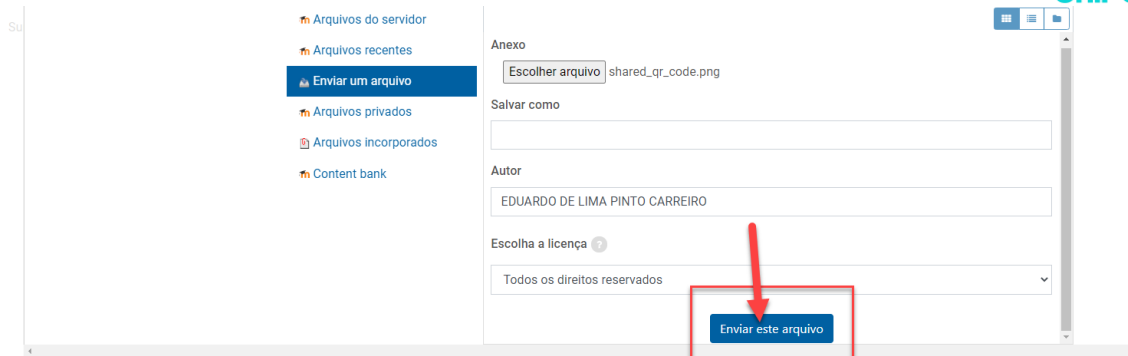 Su
Arquivos do servidor
Arquivos recentes
Enviar um arquivo
Arquivos privados
Arquivos incorporados
Content bank
Anexo
Escolher arquivo shared_qr_code.png
Salvar como
Autor
EDUARDO DE LIMA PINTO CARREIRO
Escolha a licença ?
Todos os direitos reservados
Enviar este arquivo